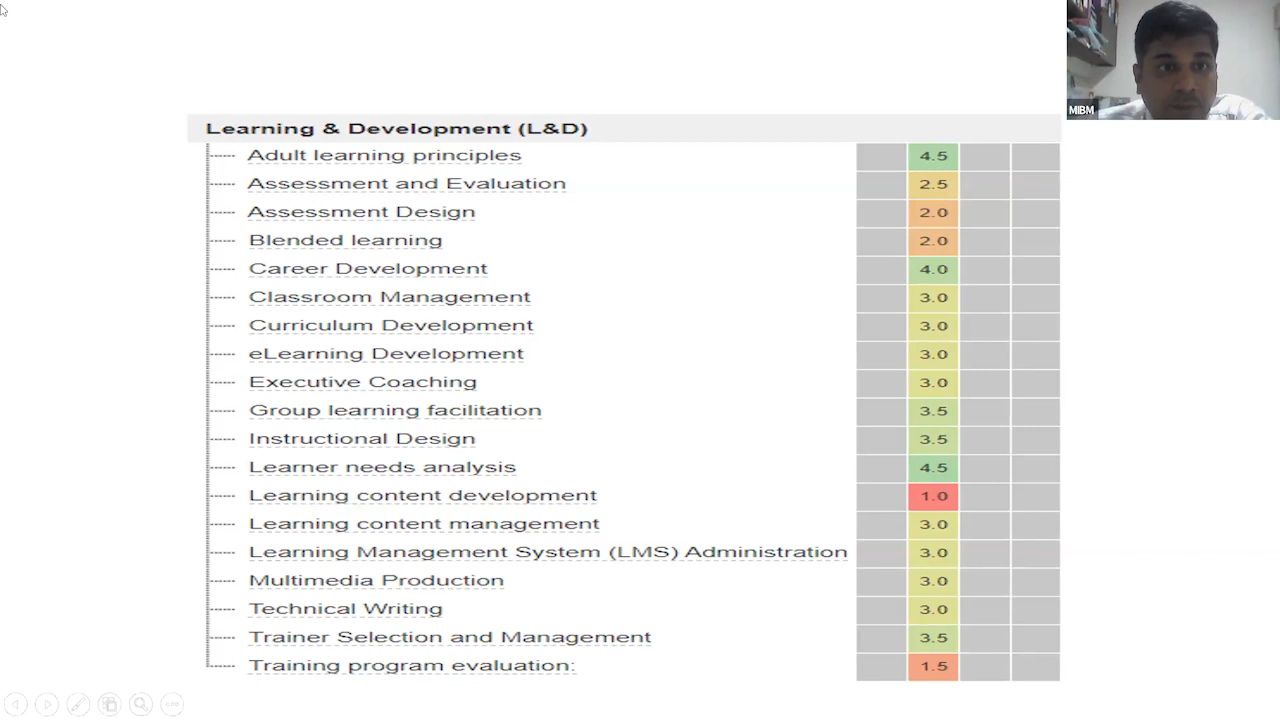 MIBM
Learning & Development (L&D)
Adult learning principles 4.5
Assessment and Evaluation 2.5
Assessment Design 2.0
Blended learning 2.0
Career Development 4.0
Classroom Management 3.0
Curriculum Development 3.0
eLearning Development 3.0
Executive Coaching 3.0
Group learning facilitation 3.5
Instructional Design 3.5
Learner needs analysis 4.5
Learning content development 1.0
Learning content management 3.0
Learning Management System (LMS) Administration 3.0
Multimedia Production 3.0
Technical Writing 3.0
Trainer Selection and Management 3.5
Training program evaluation: 1.5